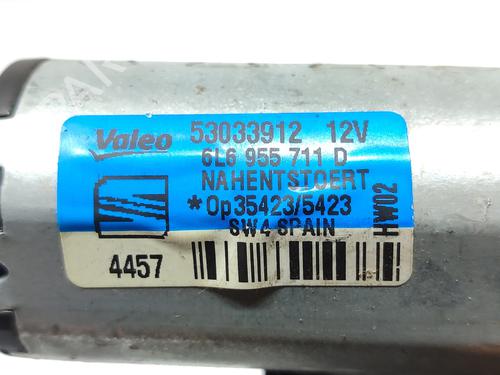 Valeo 53033912 12V
6L6 955 711 D
NAHENTSTOERT
*Op35423/5423
SW4 SPAIN
HW02
4457